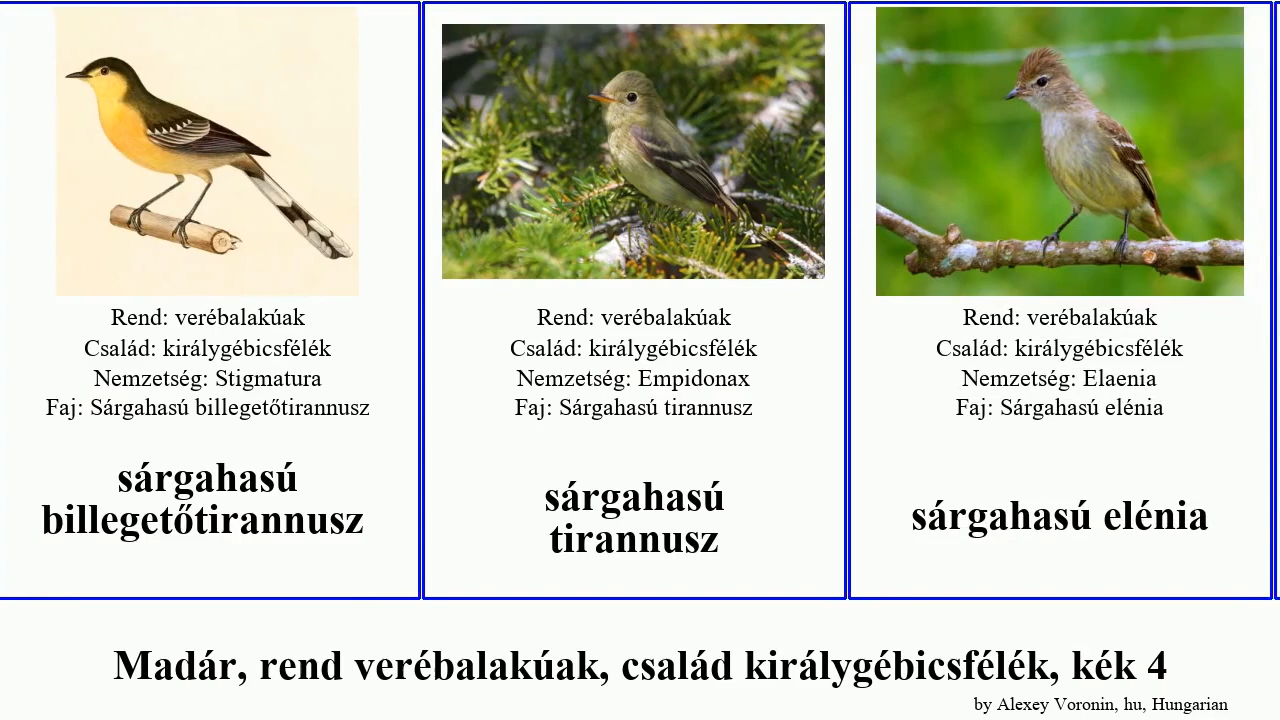 Rend: verébalakúak
Család: királygébicsfélék
Nemzetség: Stigmatura
Faj: Sárgahasú billegetőtirannusz
sárgahasú
billegetőtirannusz
Rend: verébalakúak
Család: királygébicsfélék
Nemzetség: Empidonax
Faj: Sárgahasú tirannusz
sárgahasú
tirannusz
Rend: verébalakúak
Család: királygébicsfélék
Nemzetség: Elaenia
Faj: Sárgahasú elénia
sárgahasú elénia
Madár, rend verébalakúak, család királygébicsfélék, kék 4
by Alexey Voronin, hu, Hungarian